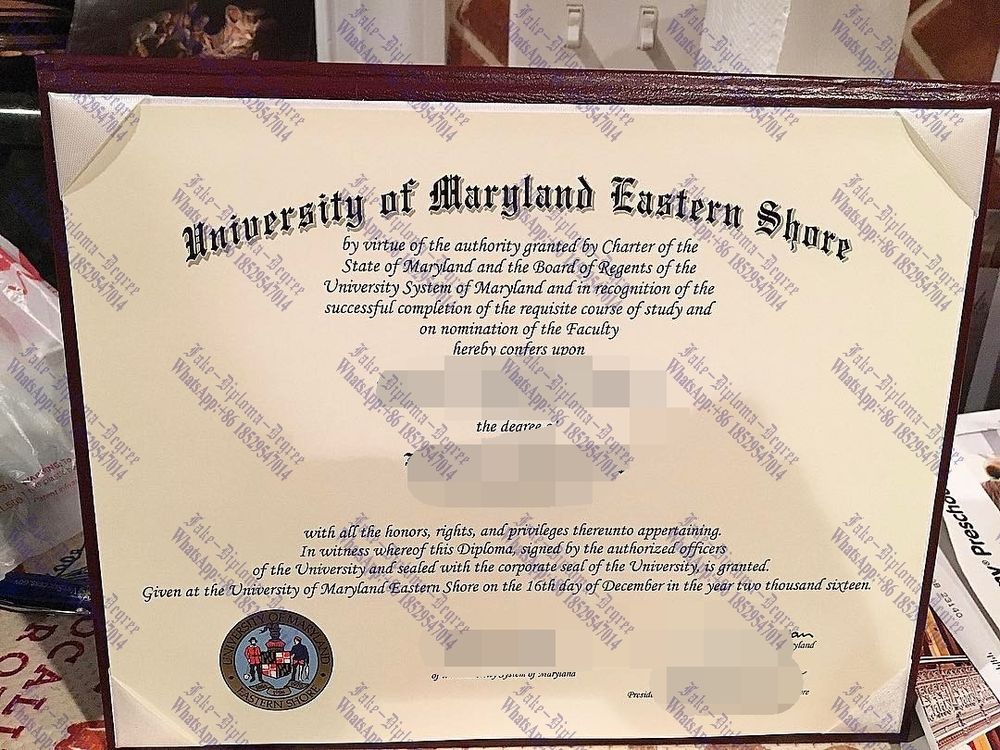 University of Maryland Eastern Shore
by virtue of the authority granted by Charter of the
State of Maryland and the Board of Regents of the
University System of Maryland and in recognition of the
successful completion of the requisite course of study and
on nomination of the Faculty
hereby confers upon
the degree
with all the honors, rights, and privileges thereunto appertaining.
In witness whereof this Diploma, signed by the authorized officers
of the University and sealed with the corporate seal of the University, is granted.
Given at the University of Maryland Eastern Shore on the 16th day of December in the year two thousand sixteen.
UNIVERSITY OF MARYLAND
EASTERN SHORE
Fake-Diploma-Degree
WhatsApp:+86 18529547014
Preschoo